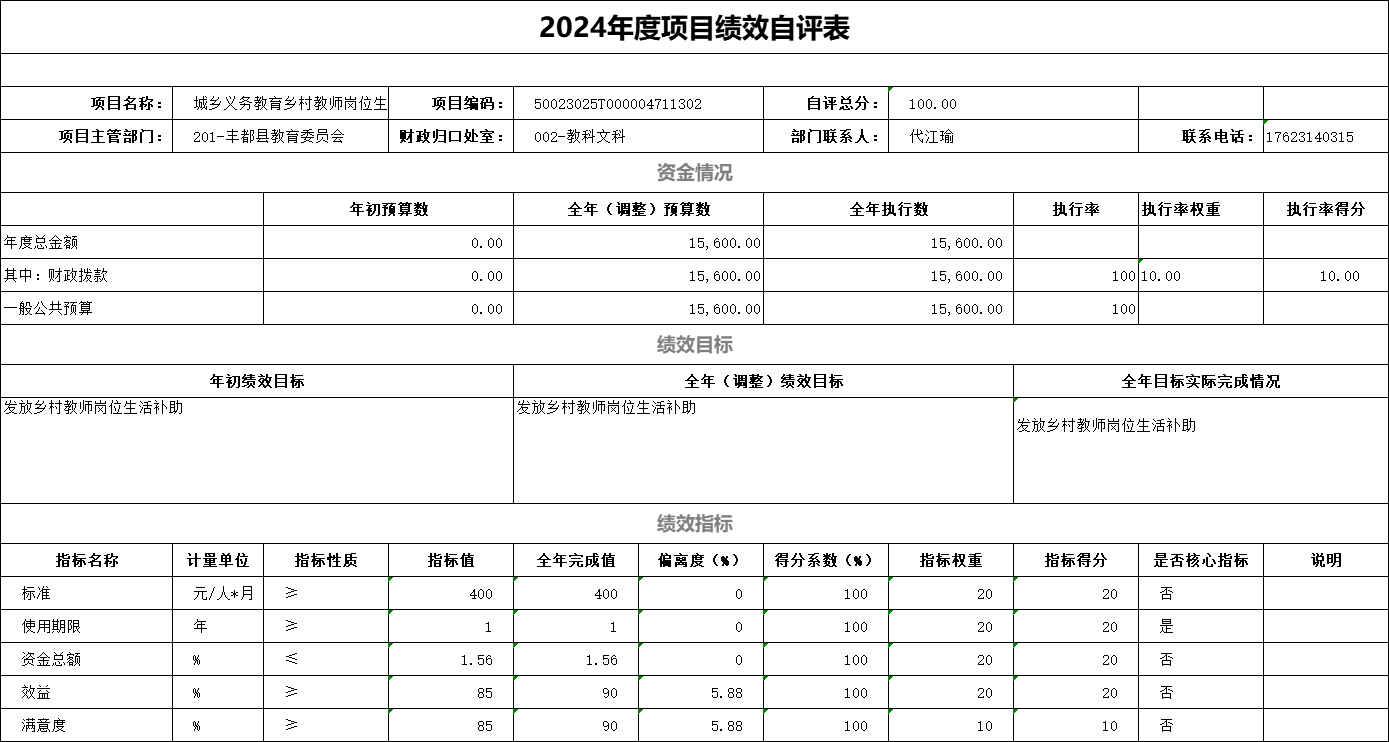 2024年度项目绩效自评表
项目名称： 城乡义务教育乡村教师岗位生 项目编码： 50023025T000004711302 自评总分： 100.00
项目主管部门： 201-丰都县教育委员会 财政归口处室： 002-教科文科 部门联系人： 代江瑜 联系电话： 17623140315
资金情况
年初预算数 全年（调整）预算数 全年执行数 执行率 执行率权重 执行率得分
年度总金额 0.00 15,600.00 15,600.00
其中：财政拨款 0.00 15,600.00 15,600.00 100 10.00 10.00
一般公共预算 0.00 15,600.00 15,600.00 100
绩效目标
年初绩效目标 全年（调整）绩效目标 全年目标实际完成情况
发放乡村教师岗位生活补助 发放乡村教师岗位生活补助 发放乡村教师岗位生活补助
绩效指标
指标名称 计量单位 指标性质 指标值 全年完成值 偏离度（%） 得分系数（%） 指标权重 指标得分 是否核心指标 说明
标准 元/人*月 ≥ 400 400 0 100 20 20 否
使用期限 年 ≥ 1 1 0 100 20 20 是
资金总额 % ≤ 1.56 1.56 0 100 20 20 否
效益 % ≥ 85 90 5.88 100 20 20 否
满意度 % ≥ 85 90 5.88 100 10 10 否